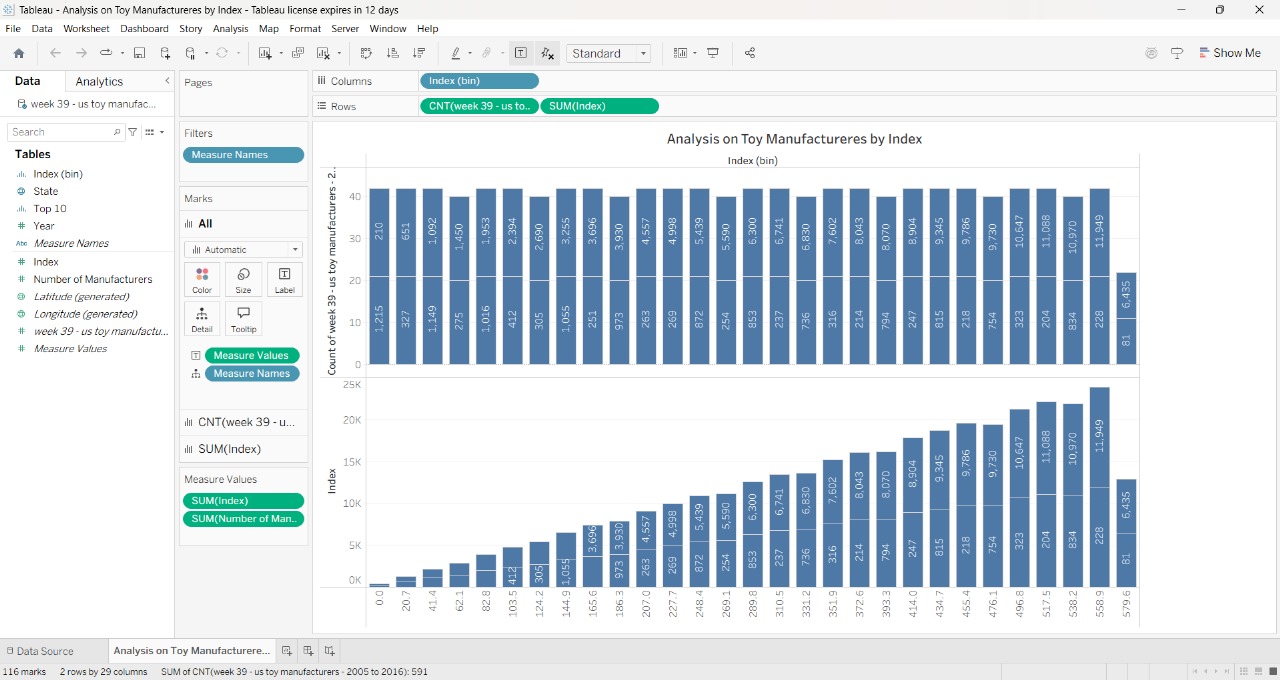 Tableau - Analysis on Toy Manufactureres by Index - Tableau license expires in 12 days
File Data Worksheet Dashboard Story Analysis Map Format Server Window Help
Standard
Show Me
Data
Analytics
week 39 - us toy manufac...
Search
Tables
Index (bin)
State
Top 10
Year
Abc Measure Names
Index
Number of Manufacturers
Latitude (generated)
Longitude (generated)
week 39 - us toy manufactu...
Measure Values
Pages
Filters
Measure Names
Marks
All
Automatic
Color Size Label
Detail Tooltip
Measure Values
Measure Names
CNT(week 39 - u...
SUM(Index)
Measure Values
SUM(Index)
SUM(Number of Man..
Columns
Index (bin)
Rows
CNT(week 39 - us to.. SUM(Index)
Analysis on Toy Manufactureres by Index
Index (bin)
Count of week 39 - us toy manufacturers - 2..
40
30
20
10
0
210 651 1,092 1,450 1,953 2,394 2,690 3,255 3,696 3,930 4,557 4,998 5,439 5,590 6,300 6,741 6,830 7,602 8,043 8,070 8,904 9,345 9,786 9,730 10,647 11,088 10,970 11,949 6,435
1,215 327 1,149 275 1,016 412 305 1,055 251 973 263 269 872 254 853 237 736 316 214 794 247 815 218 754 323 204 834 228 81
Index
25K
20K
15K
10K
5K
0K
3,696 3,930 4,557 4,998 5,439 5,590 6,300 6,741 6,830 7,602 8,043 8,070 8,904 9,345 9,786 9,730 10,647 11,088 10,970 11,949 6,435
412 305 1,055 973 263 269 872 254 853 237 736 316 214 794 247 815 218 754 323 204 834 228 81
0.0 20.7 41.4 62.1 82.8 103.5 124.2 144.9 165.6 186.3 207.0 227.7 248.4 269.1 289.8 310.5 331.2 351.9 372.6 393.3 414.0 434.7 455.4 476.1 496.8 517.5 538.2 558.9 579.6
Data Source
Analysis on Toy Manufacturere...
116 marks 2 rows by 29 columns SUM of CNT(week 39 - us toy manufacturers - 2005 to 2016): 591